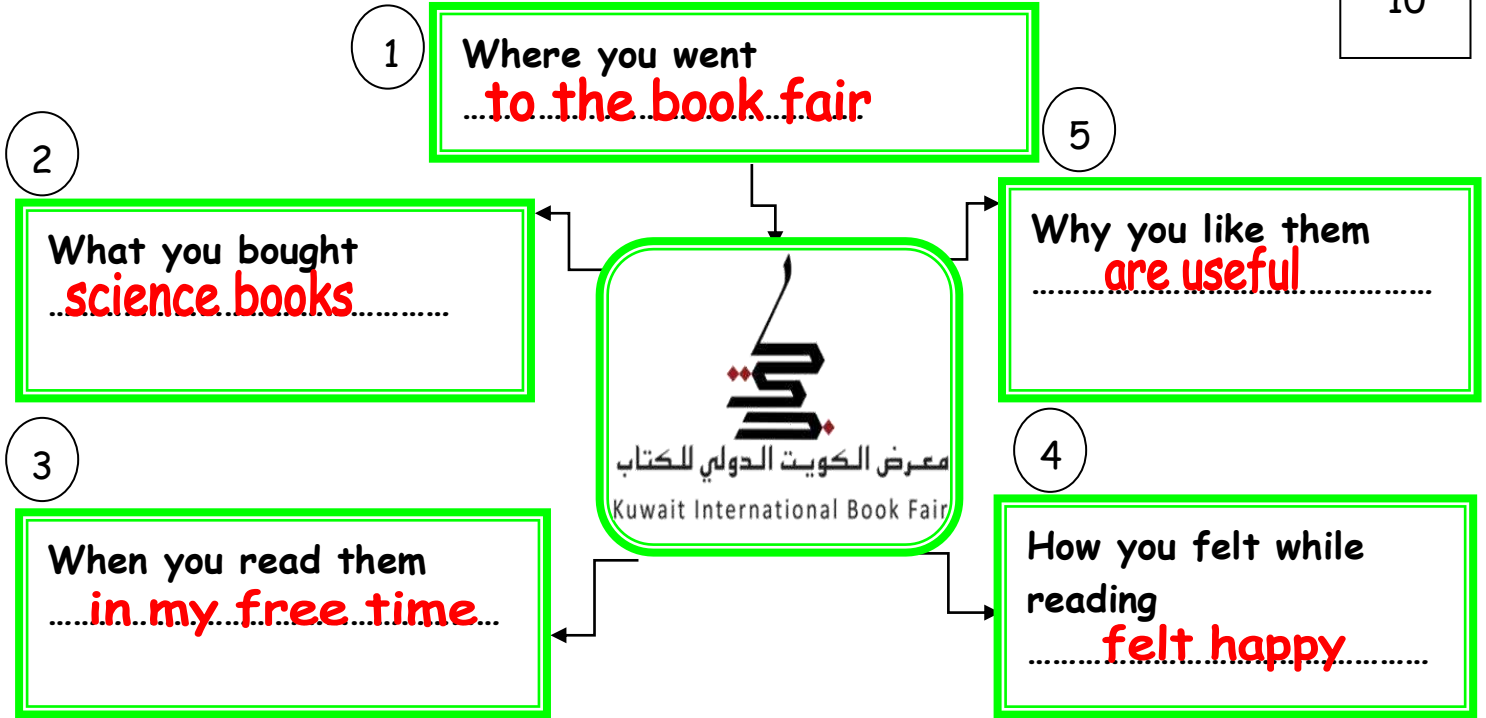 10
1
Where you went
to the book fair
2
What you bought
science books
3
When you read them
in my free time
4
How you felt while
reading
felt happy
5
Why you like them
are useful
معرض الكويت الدولي للكتاب
Kuwait International Book Fair